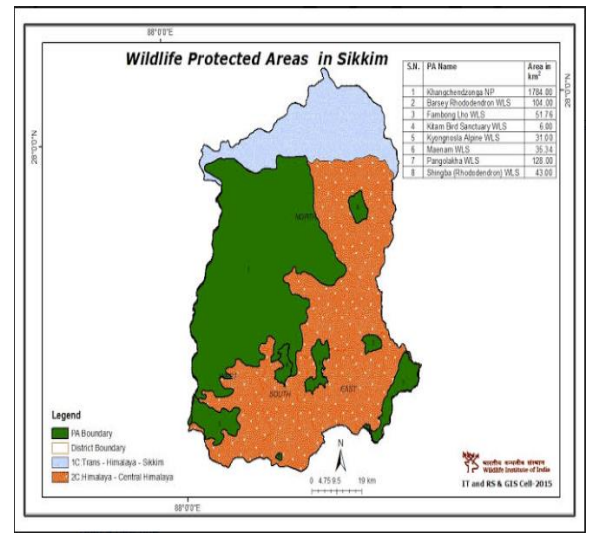 88°0'0"E
Wildlife Protected Areas in Sikkim
S.N. PA Name Area in km²
1 Khangchendzonga NP 1784.00
2 Barsey Rhododendron WLS 104.00
3 Fambong Lho WLS 51.76
4 Kitam Bird Sanctuary WLS 6.00
5 Kyongnosla Alpine WLS 31.00
6 Maenam WLS 35.34
7 Pangolakha WLS 128.00
8 Shingba (Rhododendron) WLS 43.00
28°0'0"N
28°0'0"N
NORTH
SOUTH
EAST
Legend
PA Boundary
District Boundary
1C:Trans - Himalaya - Sikkim
2C:Himalaya - Central Himalaya
N
0 4.75 9.5 19 km
भारतीय वन्यजीव संस्थान
Wildlife Institute of India
IT and RS & GIS Cell-2015
88°0'0"E